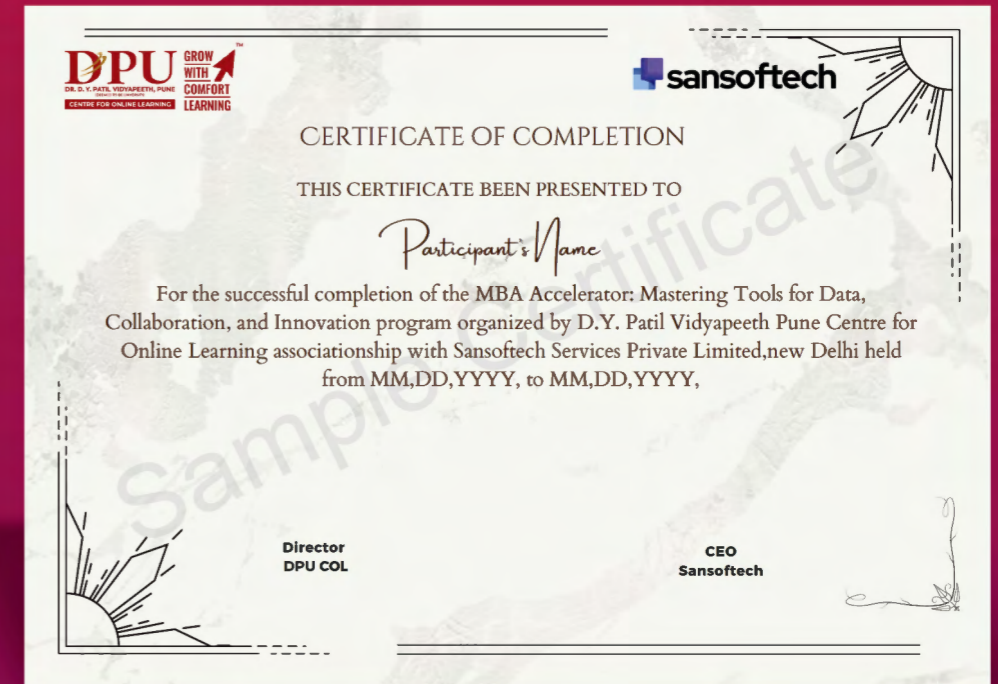 DPU
DR. D. Y. PATIL VIDYAPEETH, PUNE
CENTRE FOR ONLINE LEARNING
GROW
WITH
COMFORT
LEARNING
TM
sansoftech
CERTIFICATE OF COMPLETION
THIS CERTIFICATE BEEN PRESENTED TO
Participant's Name
For the successful completion of the MBA Accelerator: Mastering Tools for Data,
Collaboration, and Innovation program organized by D.Y. Patil Vidyapeeth Pune Centre for
Online Learning associationship with Sansoftech Services Private Limited,new Delhi held
from MM,DD,YYYY, to MM,DD,YYYY,
Sample Certificate
Director
DPU COL
CEO
Sansoftech